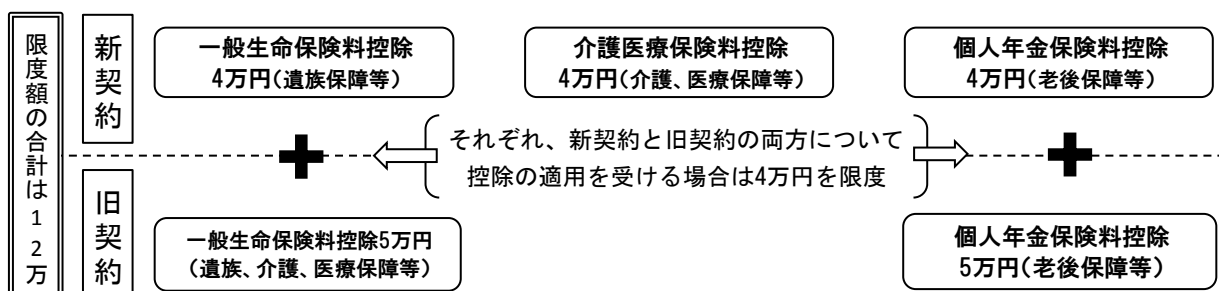 限度額の合計は12万
新契約
一般生命保険料控除
4万円(遺族保障等)
介護医療保険料控除
4万円(介護、医療保障等)
個人年金保険料控除
4万円(老後保障等)
それぞれ、新契約と旧契約の両方について
控除の適用を受ける場合は4万円を限度
旧契約
一般生命保険料控除5万円
(遺族、介護、医療保障等)
個人年金保険料控除
5万円(老後保障等)